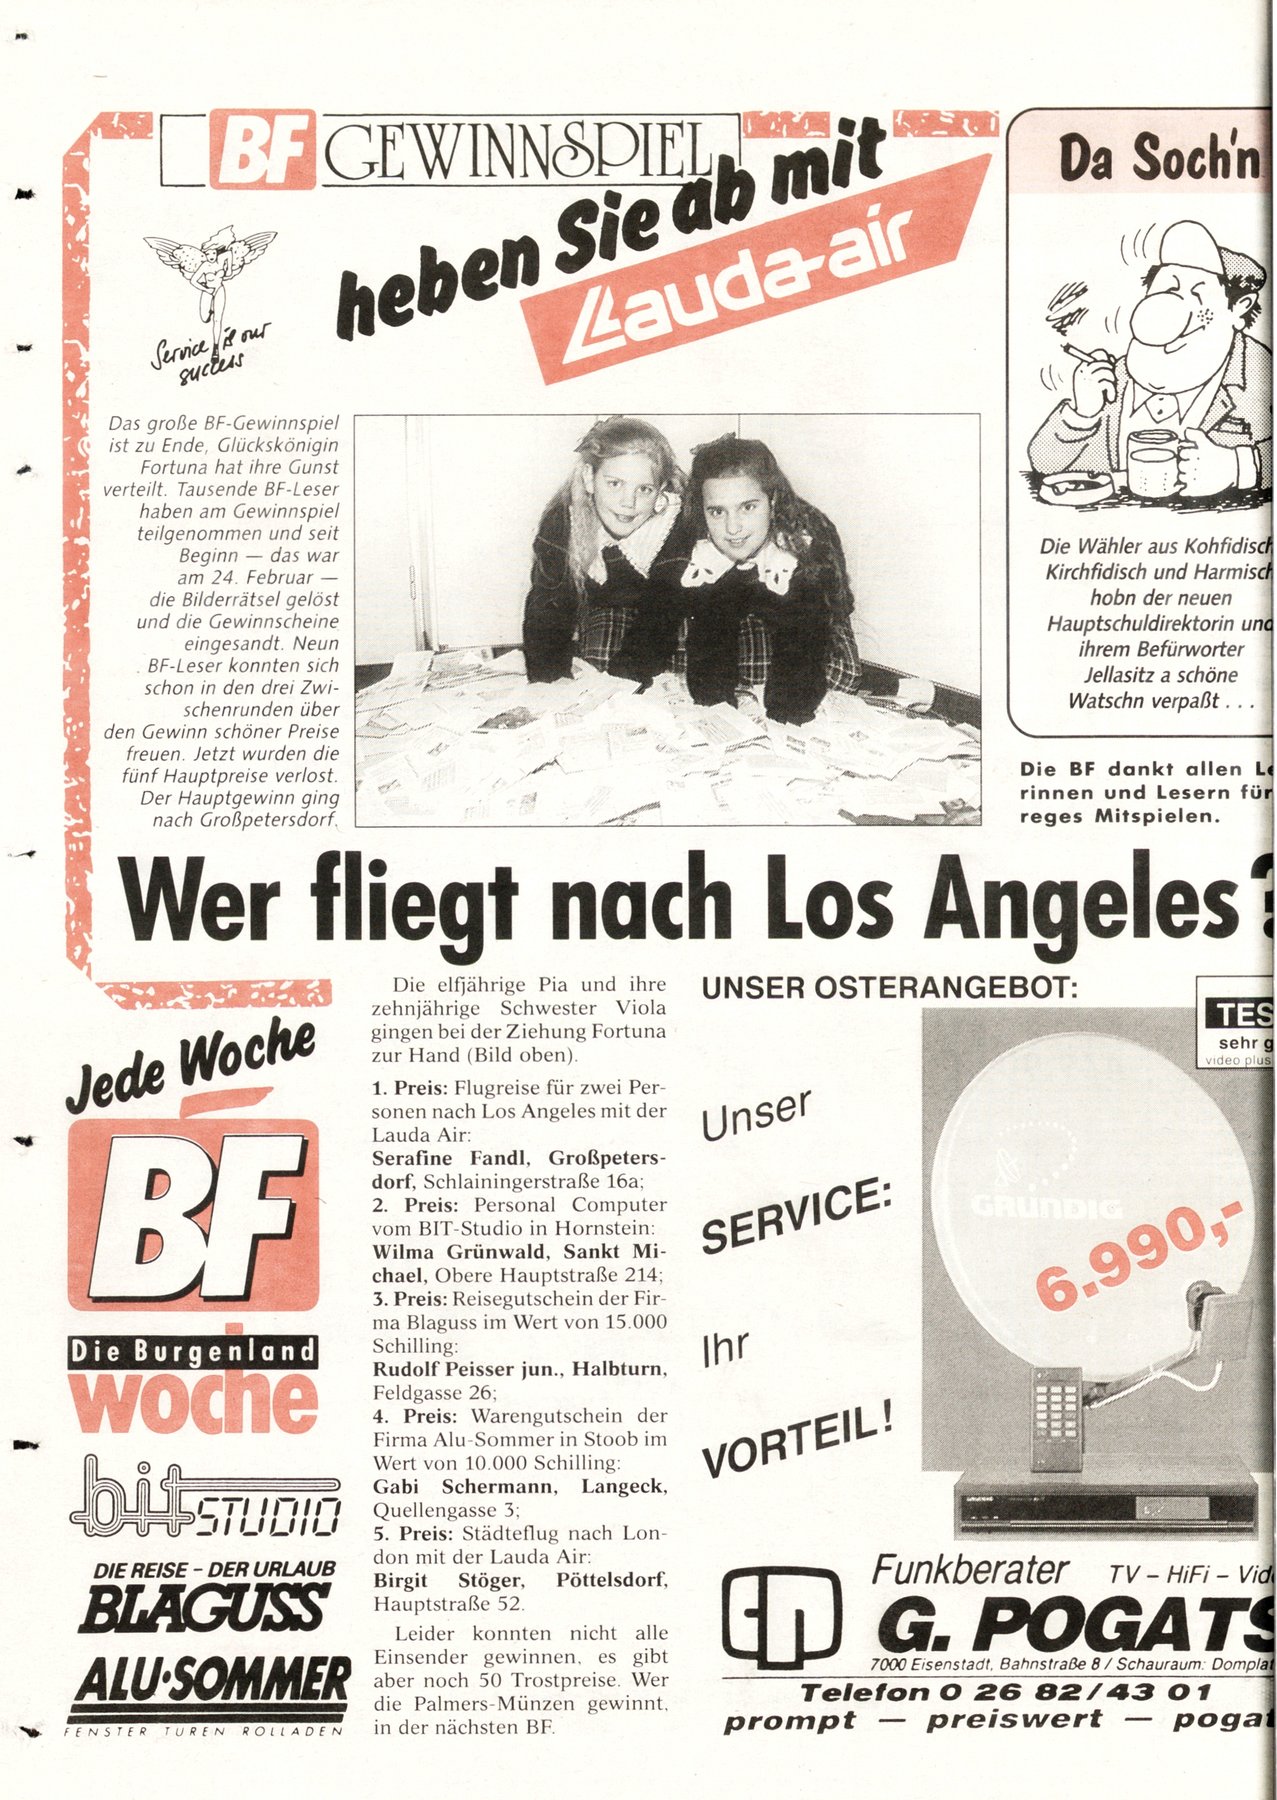 BF GEWINNSPIEL
heben Sie ab mit
Lauda-air
Service is our
success
Das große BF-Gewinnspiel
ist zu Ende, Glückskönigin
Fortuna hat ihre Gunst
verteilt. Tausende BF-Leser
haben am Gewinnspiel
teilgenommen und seit
Beginn — das war
am 24. Februar —
die Bilderrätsel gelöst
und die Gewinnscheine
eingesandt. Neun
BF-Leser konnten sich
schon in den drei Zwi-
schenrunden über
den Gewinn schöner Preise
freuen. Jetzt wurden die
fünf Hauptpreise verlost.
Der Hauptgewinn ging
nach Großpetersdorf.
Da Soch'n
Die Wähler aus Kohfidisch
Kirchfidisch und Harmisch
hobn der neuen
Hauptschuldirektorin und
ihrem Befürworter
Jellasitz a schöne
Watschn verpaßt . . .
Die BF dankt allen Le
rinnen und Lesern für
reges Mitspielen.
Wer fliegt nach Los Angeles?
Jede Woche
BF
Die Burgenland
woche
bit STUDIO
DIE REISE – DER URLAUB
BLAGUSS
ALU·SOMMER
FENSTER TÜREN ROLLADEN
Die elfjährige Pia und ihre
zehnjährige Schwester Viola
gingen bei der Ziehung Fortuna
zur Hand (Bild oben).
1. Preis: Flugreise für zwei Per-
sonen nach Los Angeles mit der
Lauda Air:
Serafine Fandl, Großpeters-
dorf, Schlainingerstraße 16a;
2. Preis: Personal Computer
vom BIT-Studio in Hornstein:
Wilma Grünwald, Sankt Mi-
chael, Obere Hauptstraße 214;
3. Preis: Reisegutschein der Fir-
ma Blaguss im Wert von 15.000
Schilling:
Rudolf Peisser jun., Halbturn,
Feldgasse 26;
4. Preis: Warengutschein der
Firma Alu-Sommer in Stoob im
Wert von 10.000 Schilling:
Gabi Schermann, Langeck,
Quellengasse 3;
5. Preis: Städteflug nach Lon-
don mit der Lauda Air:
Birgit Stöger, Pöttelsdorf,
Hauptstraße 52.
Leider konnten nicht alle
Einsender gewinnen, es gibt
aber noch 50 Trostpreise. Wer
die Palmers-Münzen gewinnt,
in der nächsten BF.
UNSER OSTERANGEBOT:
TES
sehr g
video plus
Unser
SERVICE:
Ihr
VORTEIL!
GRUNDIG
6.990,-
Funkberater TV – HiFi – Vid
G. POGATS
7000 Eisenstadt, Bahnstraße 8 / Schauraum: Domplat
Telefon 0 26 82/43 01
prompt — preiswert — pogat